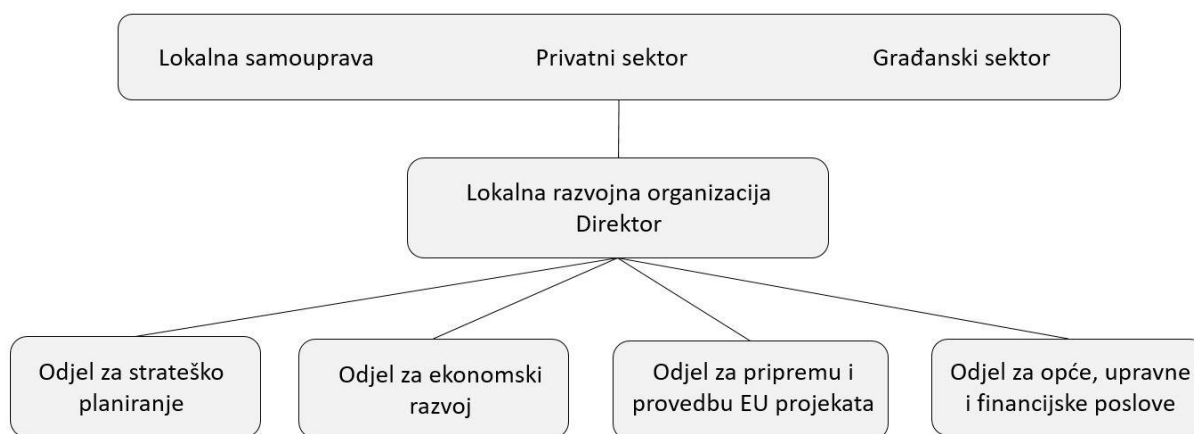 Lokalna samouprava Privatni sektor Građanski sektor
Lokalna razvojna organizacija
Direktor
Odjel za strateško
planiranje
Odjel za ekonomski
razvoj
Odjel za pripremu i
provedbu EU projekata
Odjel za opće, upravne
i financijske poslove